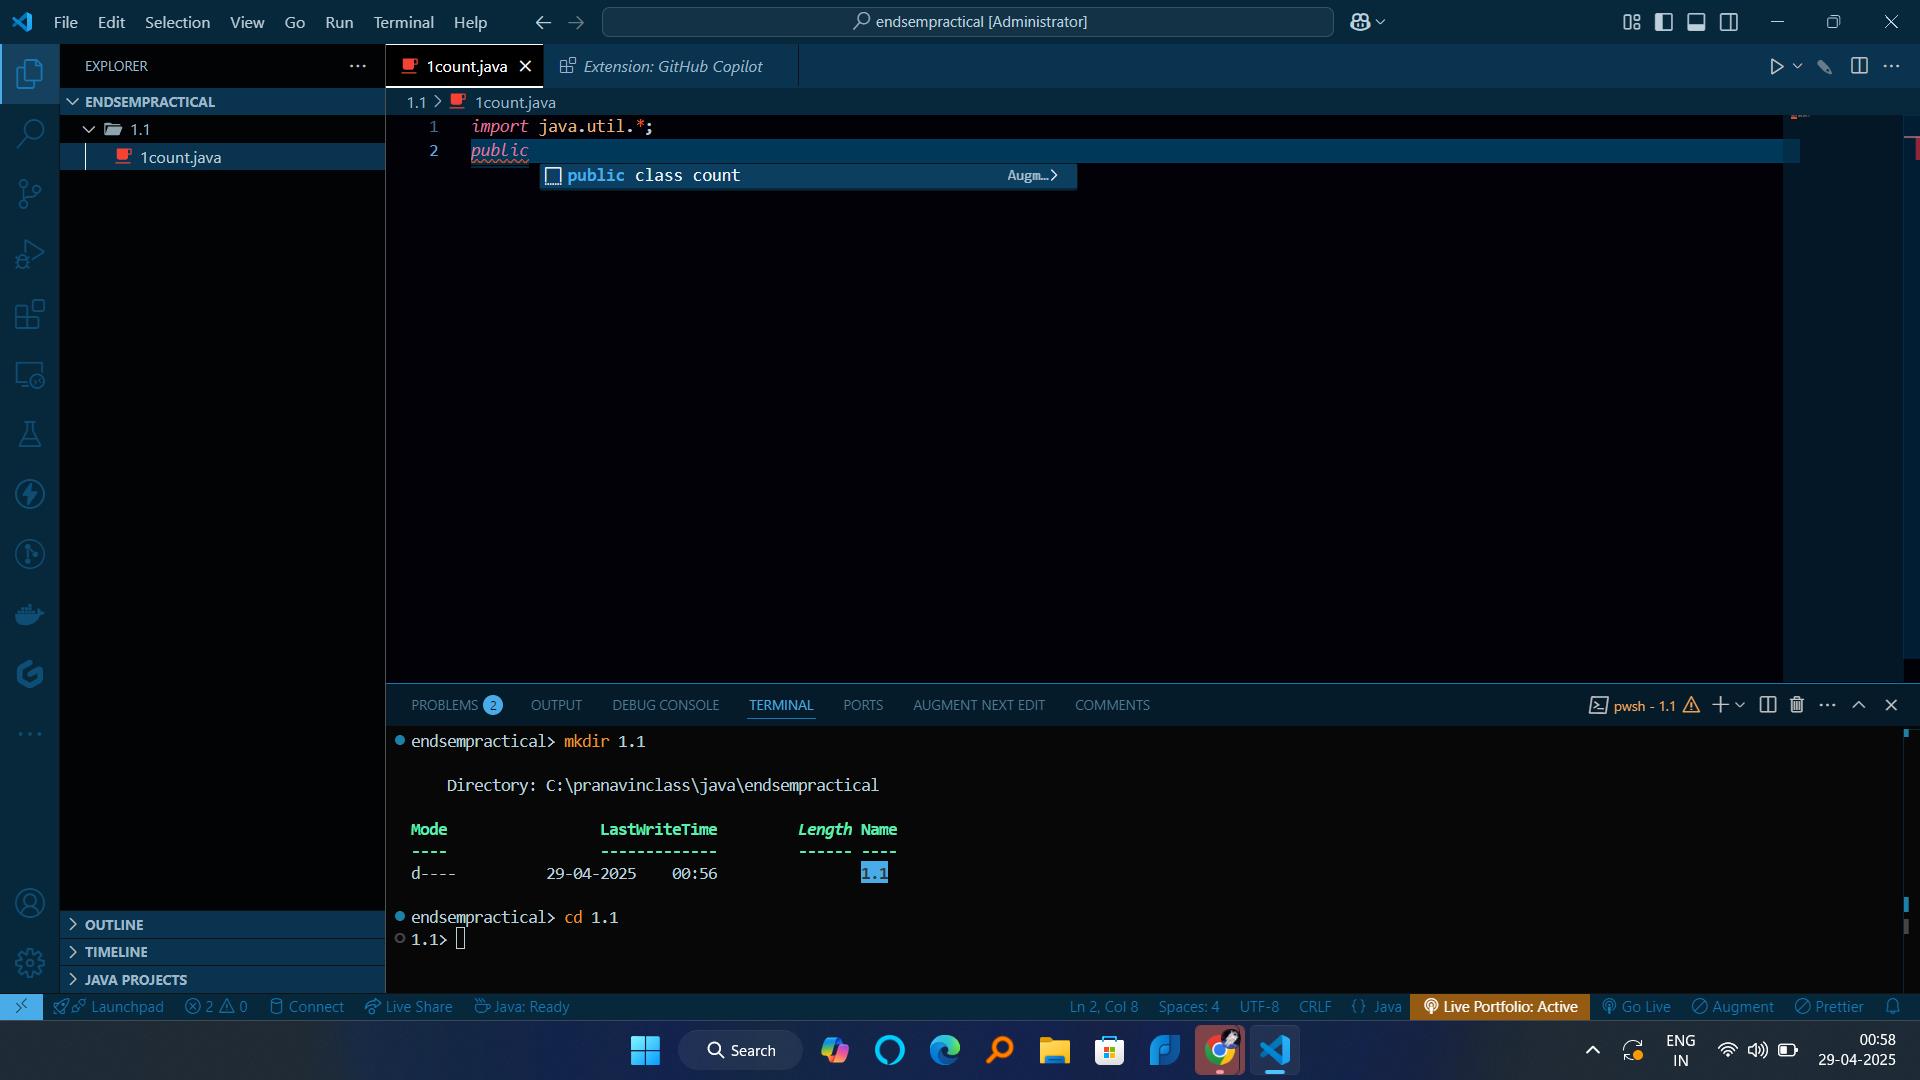 File Edit Selection View Go Run Terminal Help
endsempractical [Administrator]
EXPLORER
ENDSEMPRACTICAL
1.1
1count.java
OUTLINE
TIMELINE
JAVA PROJECTS
1count.java
Extension: GitHub Copilot
1.1 > 1count.java
1 import java.util.*;
2 public
public class count Augm...>
PROBLEMS 2 OUTPUT DEBUG CONSOLE TERMINAL PORTS AUGMENT NEXT EDIT COMMENTS
pwsh - 1.1
endsempractical> mkdir 1.1
Directory: C:\pranavinclass\java\endsempractical
Mode LastWriteTime Length Name
---- ------------- ------ ----
d---- 29-04-2025 00:56 1.1
endsempractical> cd 1.1
1.1>
Launchpad 2 0 Connect Live Share Java: Ready
Ln 2, Col 8 Spaces: 4 UTF-8 CRLF {} Java Live Portfolio: Active Go Live Augment Prettier
Search
ENG
IN
00:58
29-04-2025